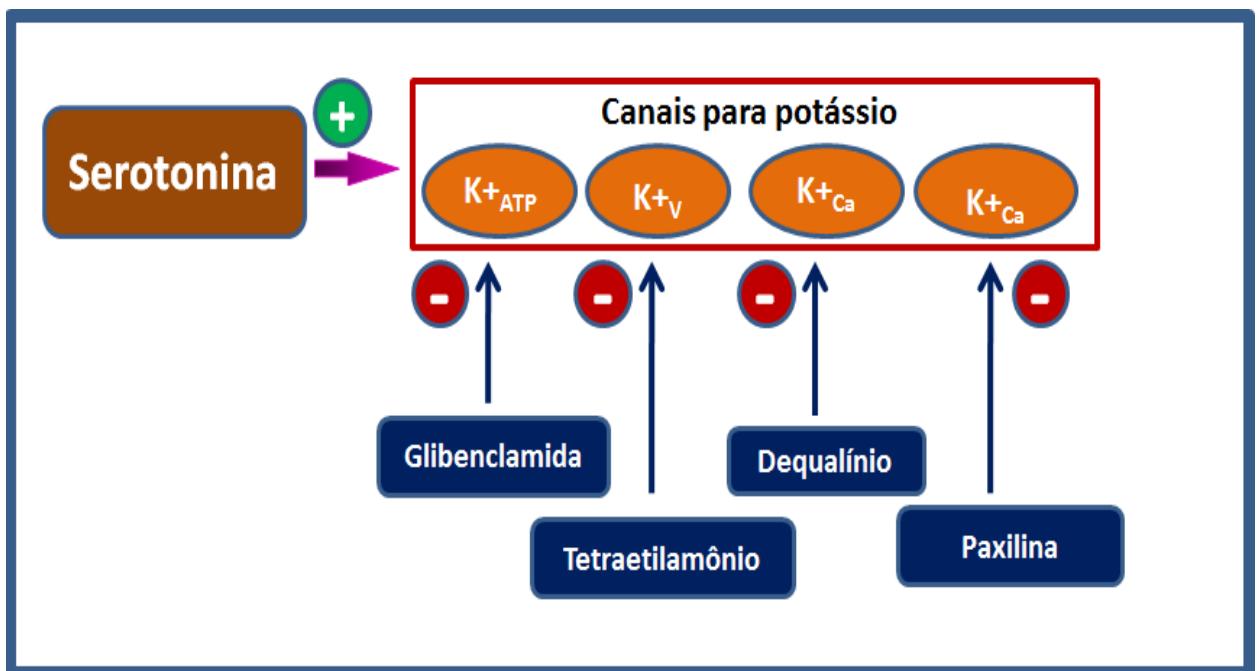 Serotonina
+
Canais para potássio
K+ATP
K+V
K+Ca
K+Ca
-
-
-
-
Glibenclamida
Dequalínio
Tetraetilamônio
Paxilina